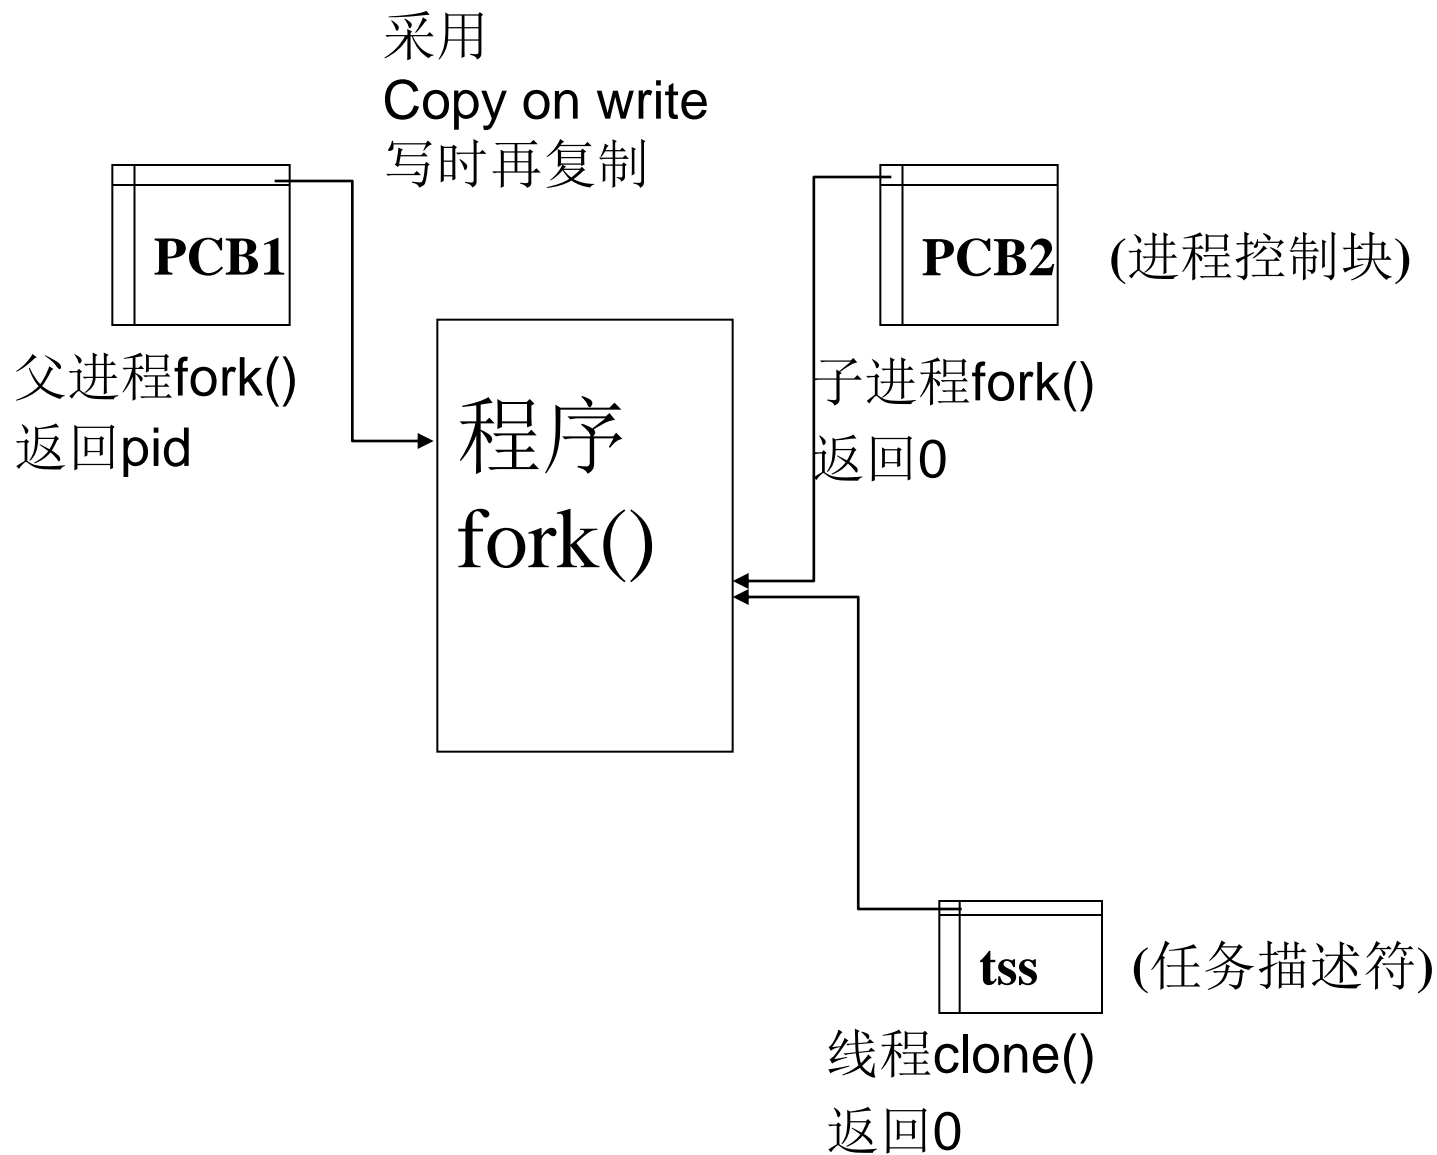 采用
Copy on write
写时再复制
PCB1
PCB2
(进程控制块)
父进程fork()
返回pid
程序
fork()
子进程fork()
返回0
tss
(任务描述符)
线程clone()
返回0